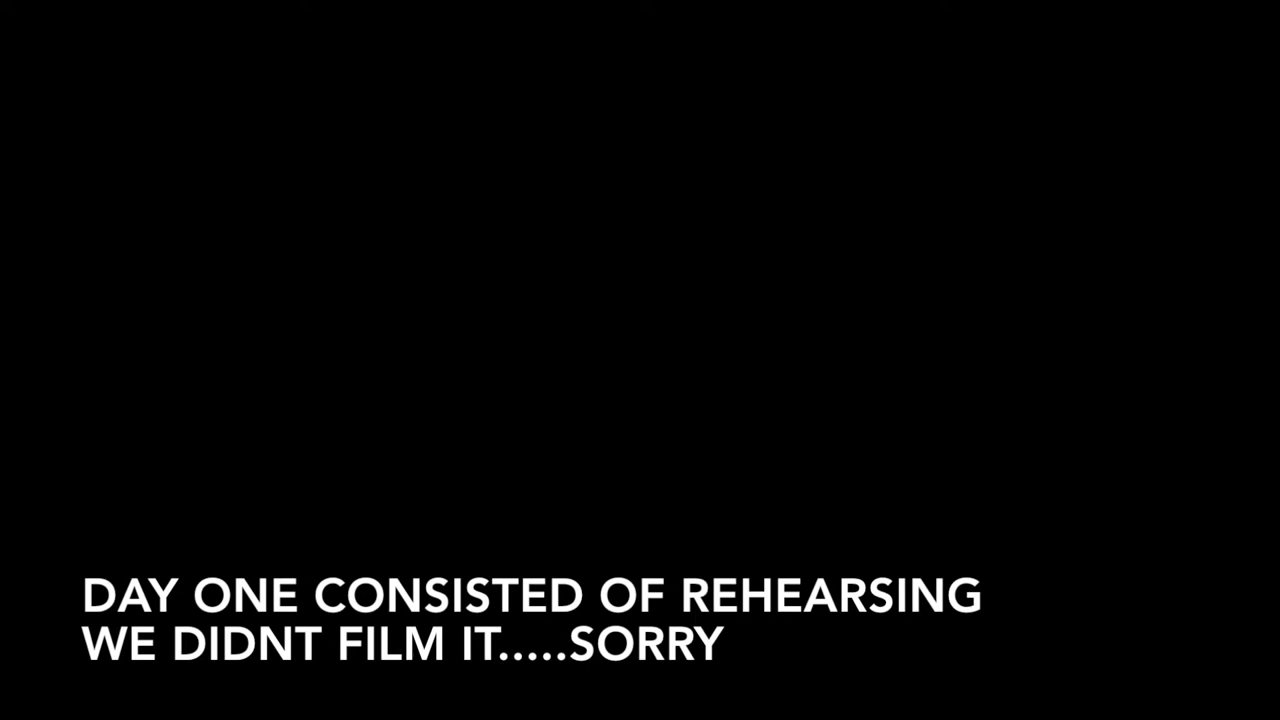 DAY ONE CONSISTED OF REHEARSING
WE DIDNT FILM IT.....SORRY